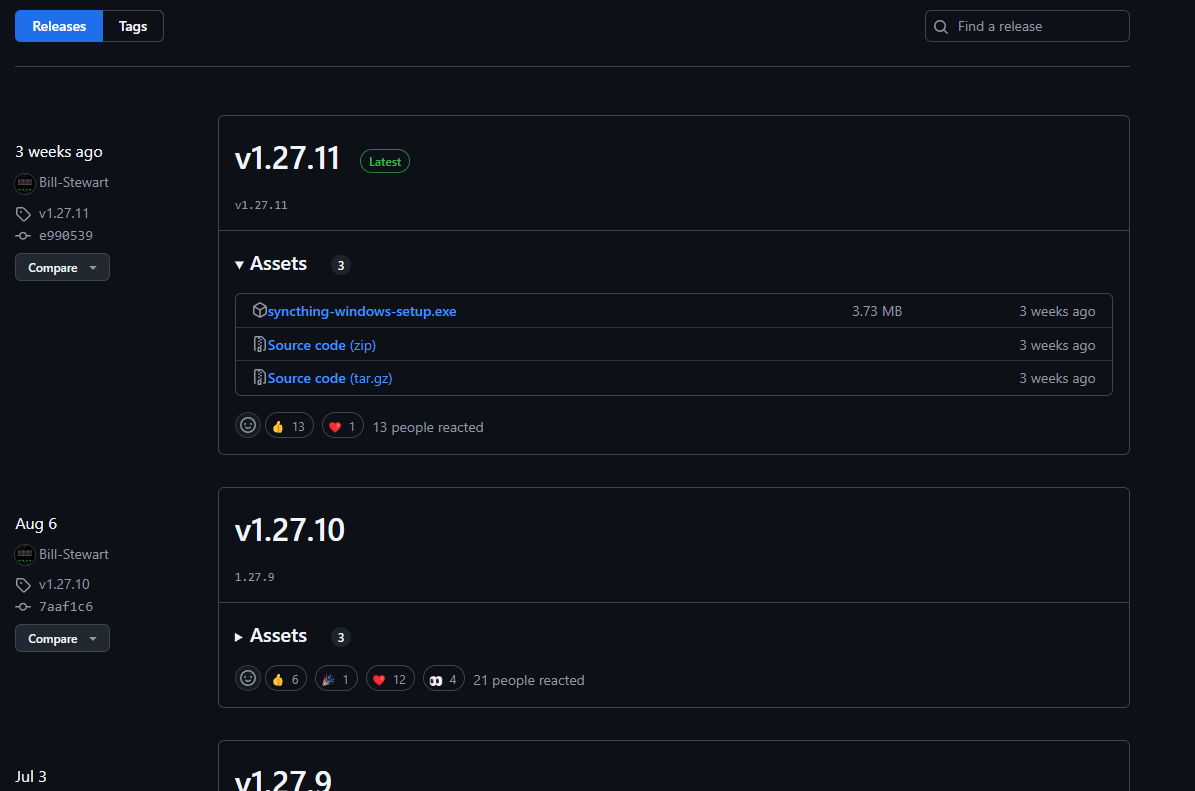 Releases Tags Find a release
3 weeks ago
Bill-Stewart
v1.27.11
e990539
Compare
v1.27.11 Latest
v1.27.11
Assets 3
syncthing-windows-setup.exe 3.73 MB 3 weeks ago
Source code (zip) 3 weeks ago
Source code (tar.gz) 3 weeks ago
👍 13 ❤️ 1 13 people reacted
Aug 6
Bill-Stewart
v1.27.10
7aaf1c6
Compare
v1.27.10
1.27.9
Assets 3
👍 6 🎉 1 ❤️ 12 👀 4 21 people reacted
Jul 3
v1.27.9